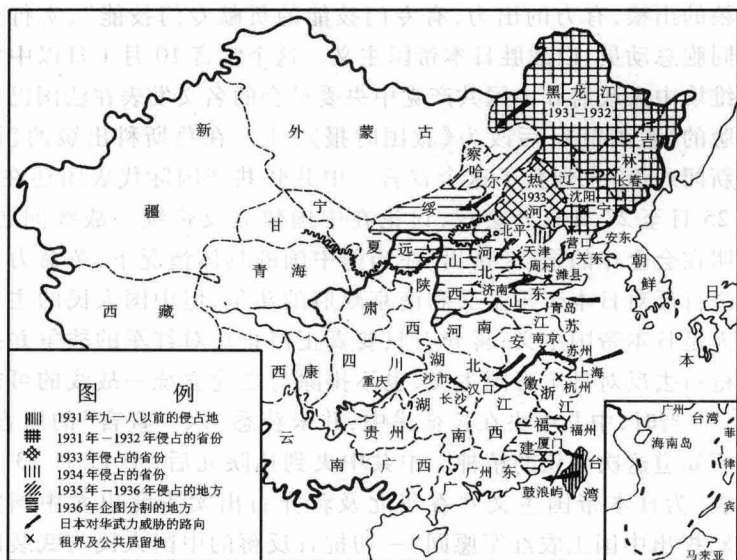 黑龙江
1931—1932
吉
林
长春
辽
沈阳
宁
热
1933
河
察
哈
尔
外蒙古
新
疆
绥
远
宁
夏
甘
肃
青海
西藏
西康
北平
天津
河
北
山
西
陕
西
济南
周村
潍县
山东
青岛
营口
关东
安东
朝
鲜
日
本
河南
江
苏
南京
苏州
上海
杭州
安
徽
浙
江
湖北
汉口
沙市
四川
重庆
湖
南
长沙
江
西
福
建
福州
厦门
鼓浪屿
台
湾
贵州
云
南
广
西
广东
广州
图例
1931年九一八以前的侵占地
1931年—1932年侵占的省份
1933年侵占的省份
1934年侵占的省份
1935年—1936年侵占的地方
1936年企图分割的地方
日本对华武力威胁的路向
租界及公共居留地
广州
台湾
海南岛
菲
律
宾
马来亚